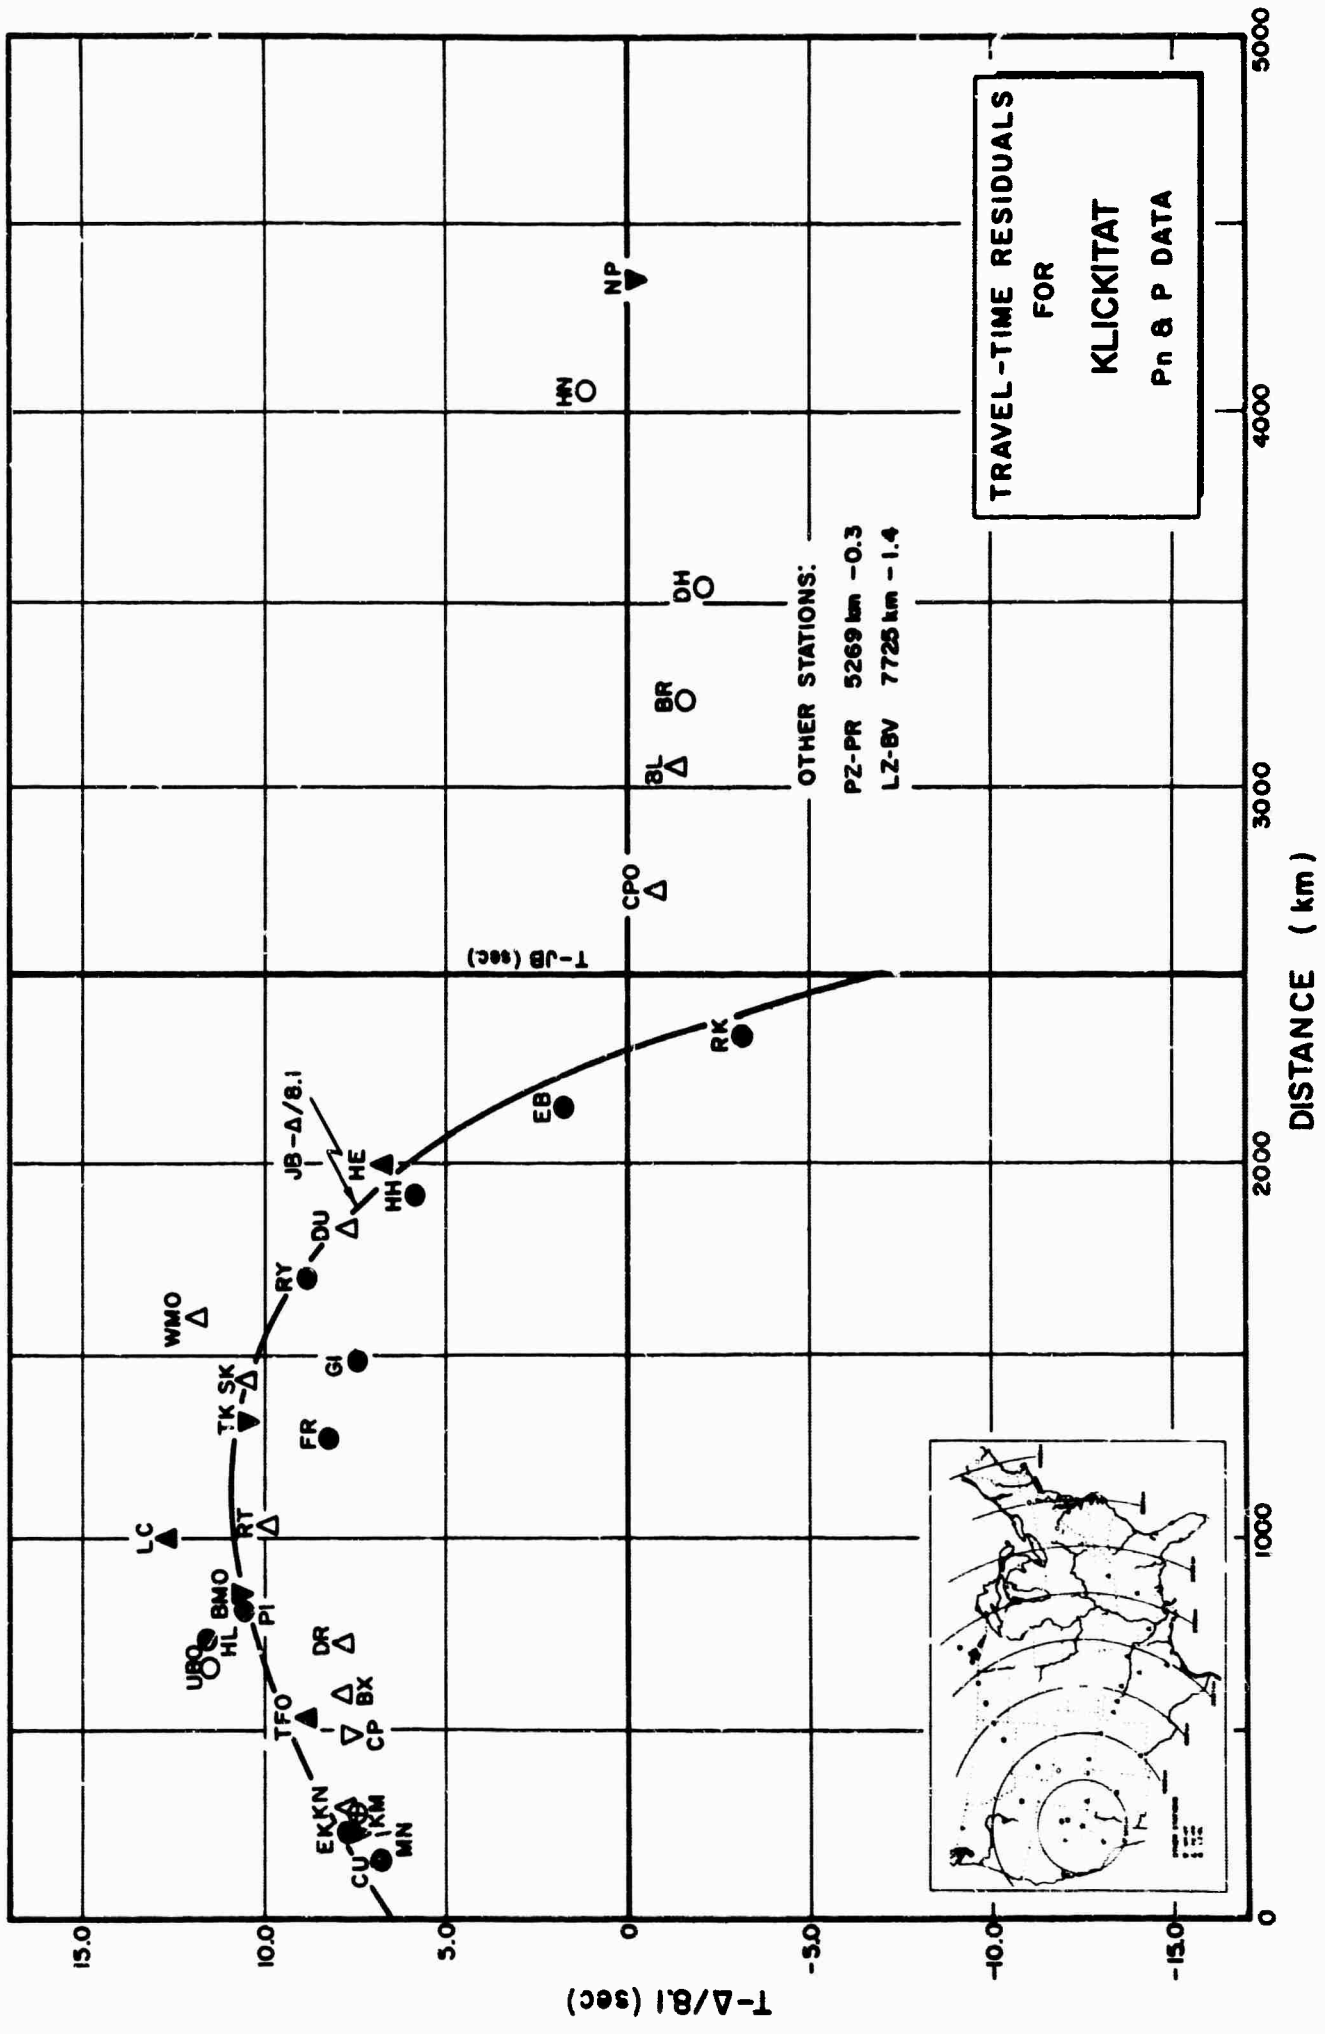 TRAVEL-TIME RESIDUALS
FOR
KLICKITAT
Pn & P DATA
OTHER STATIONS:
PZ-PR 5269 km -0.3
LZ-BV 7725 km -1.4
T-Δ/8.1 (sec)
15.0
10.0
5.0
0
-5.0
-10.0
-15.0
DISTANCE (km)
0
1000
2000
3000
4000
5000
T-JB (sec)
JB-Δ/8.1
CU
MN
EK
KN
KM
TFO
CP
BX
DR
UBO
HL
BMO
PI
LC
RT
FR
TK
SK
GI
WMO
RY
DU
HH
HE
EB
RK
CPO
BL
BR
DH
HN
NP